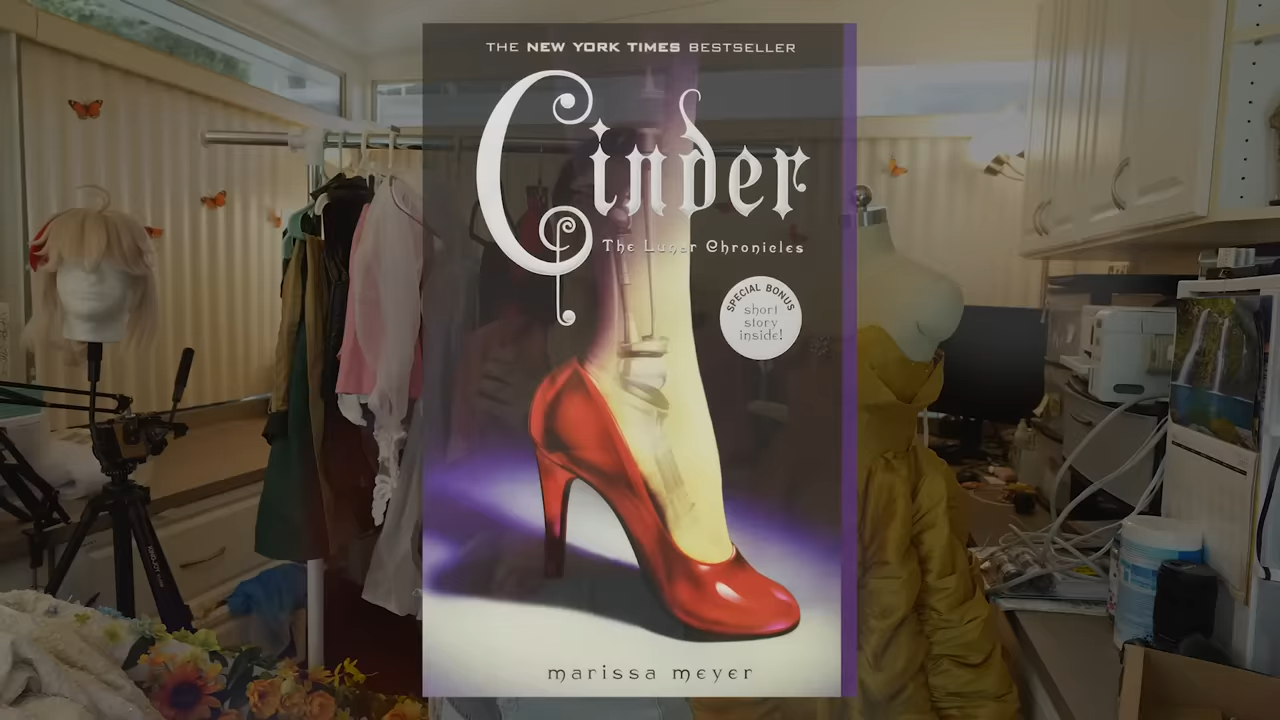 THE NEW YORK TIMES BESTSELLER
Cinder
The Lunar Chronicles
SPECIAL BONUS
short
story
inside!
marissa meyer